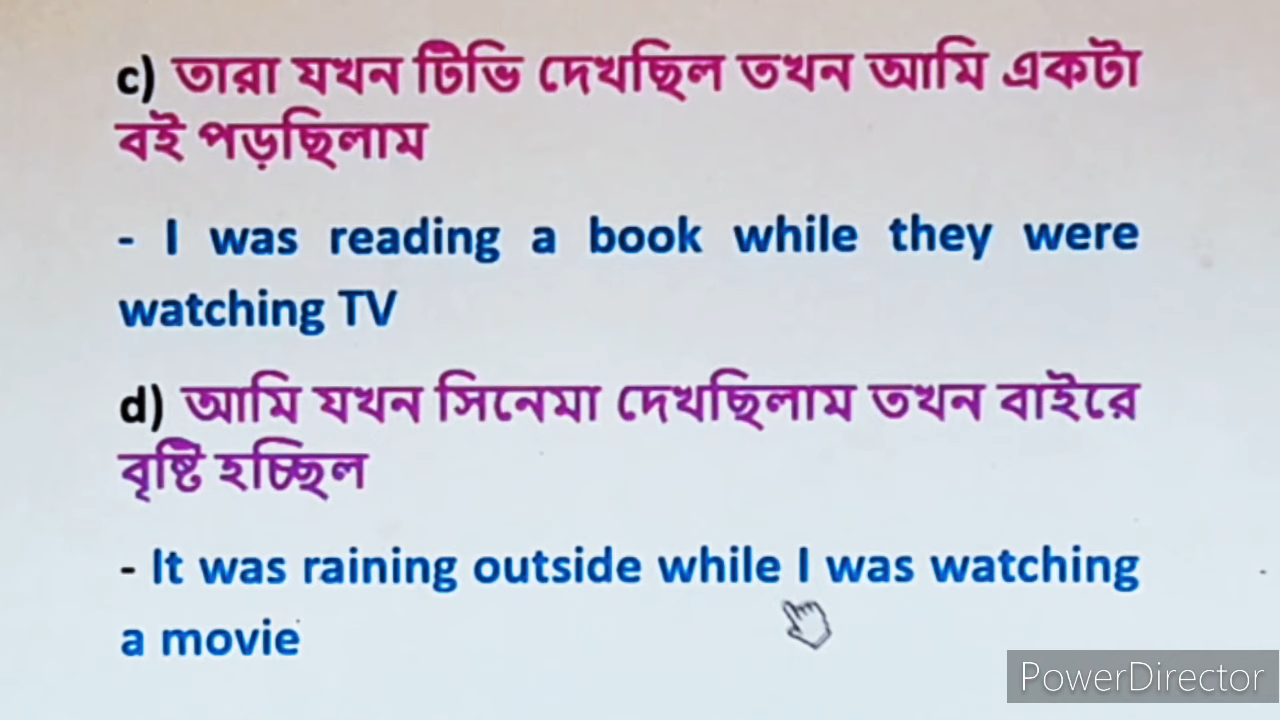 c) তারা যখন টিভি দেখছিল তখন আমি একটা
বই পড়ছিলাম
- I was reading a book while they were
watching TV
d) আমি যখন সিনেমা দেখছিলাম তখন বাইরে
বৃষ্টি হচ্ছিল
- It was raining outside while I was watching
a movie
PowerDirector